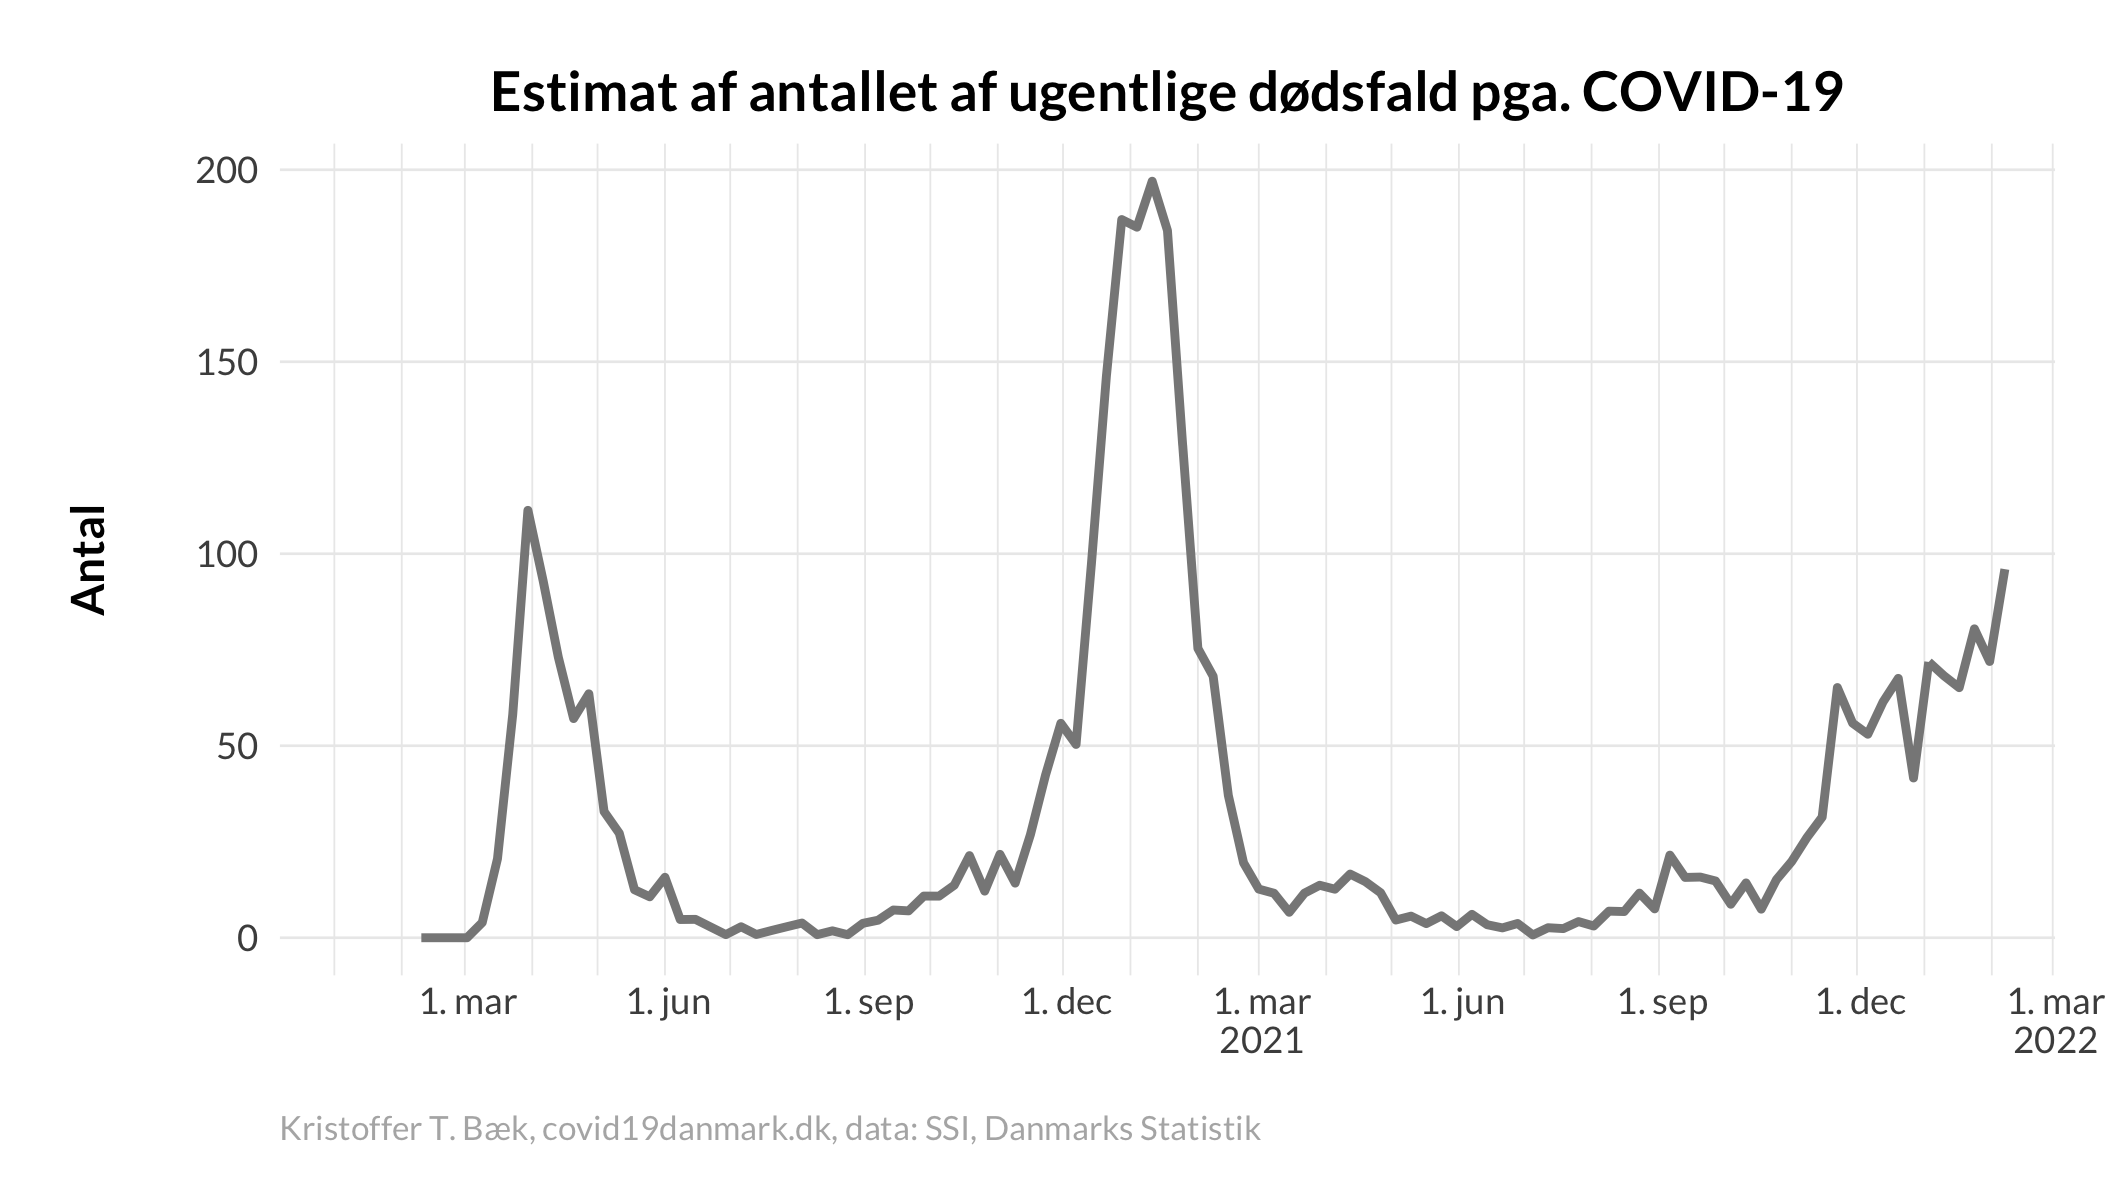 Estimat af antallet af ugentlige dødsfald pga. COVID-19
Antal
200
150
100
50
0
1. mar
1. jun
1. sep
1. dec
1. mar
2021
1. jun
1. sep
1. dec
1. mar
2022
Kristoffer T. Bæk, covid19danmark.dk, data: SSI, Danmarks Statistik